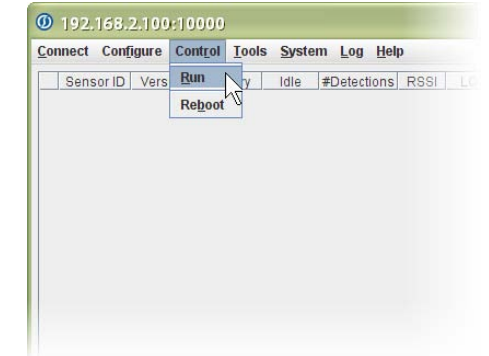 192.168.2.100:10000
Connect Configure Control Tools System Log Help
Sensor ID Vers y Idle #Detections RSSI LO
Run
Reboot